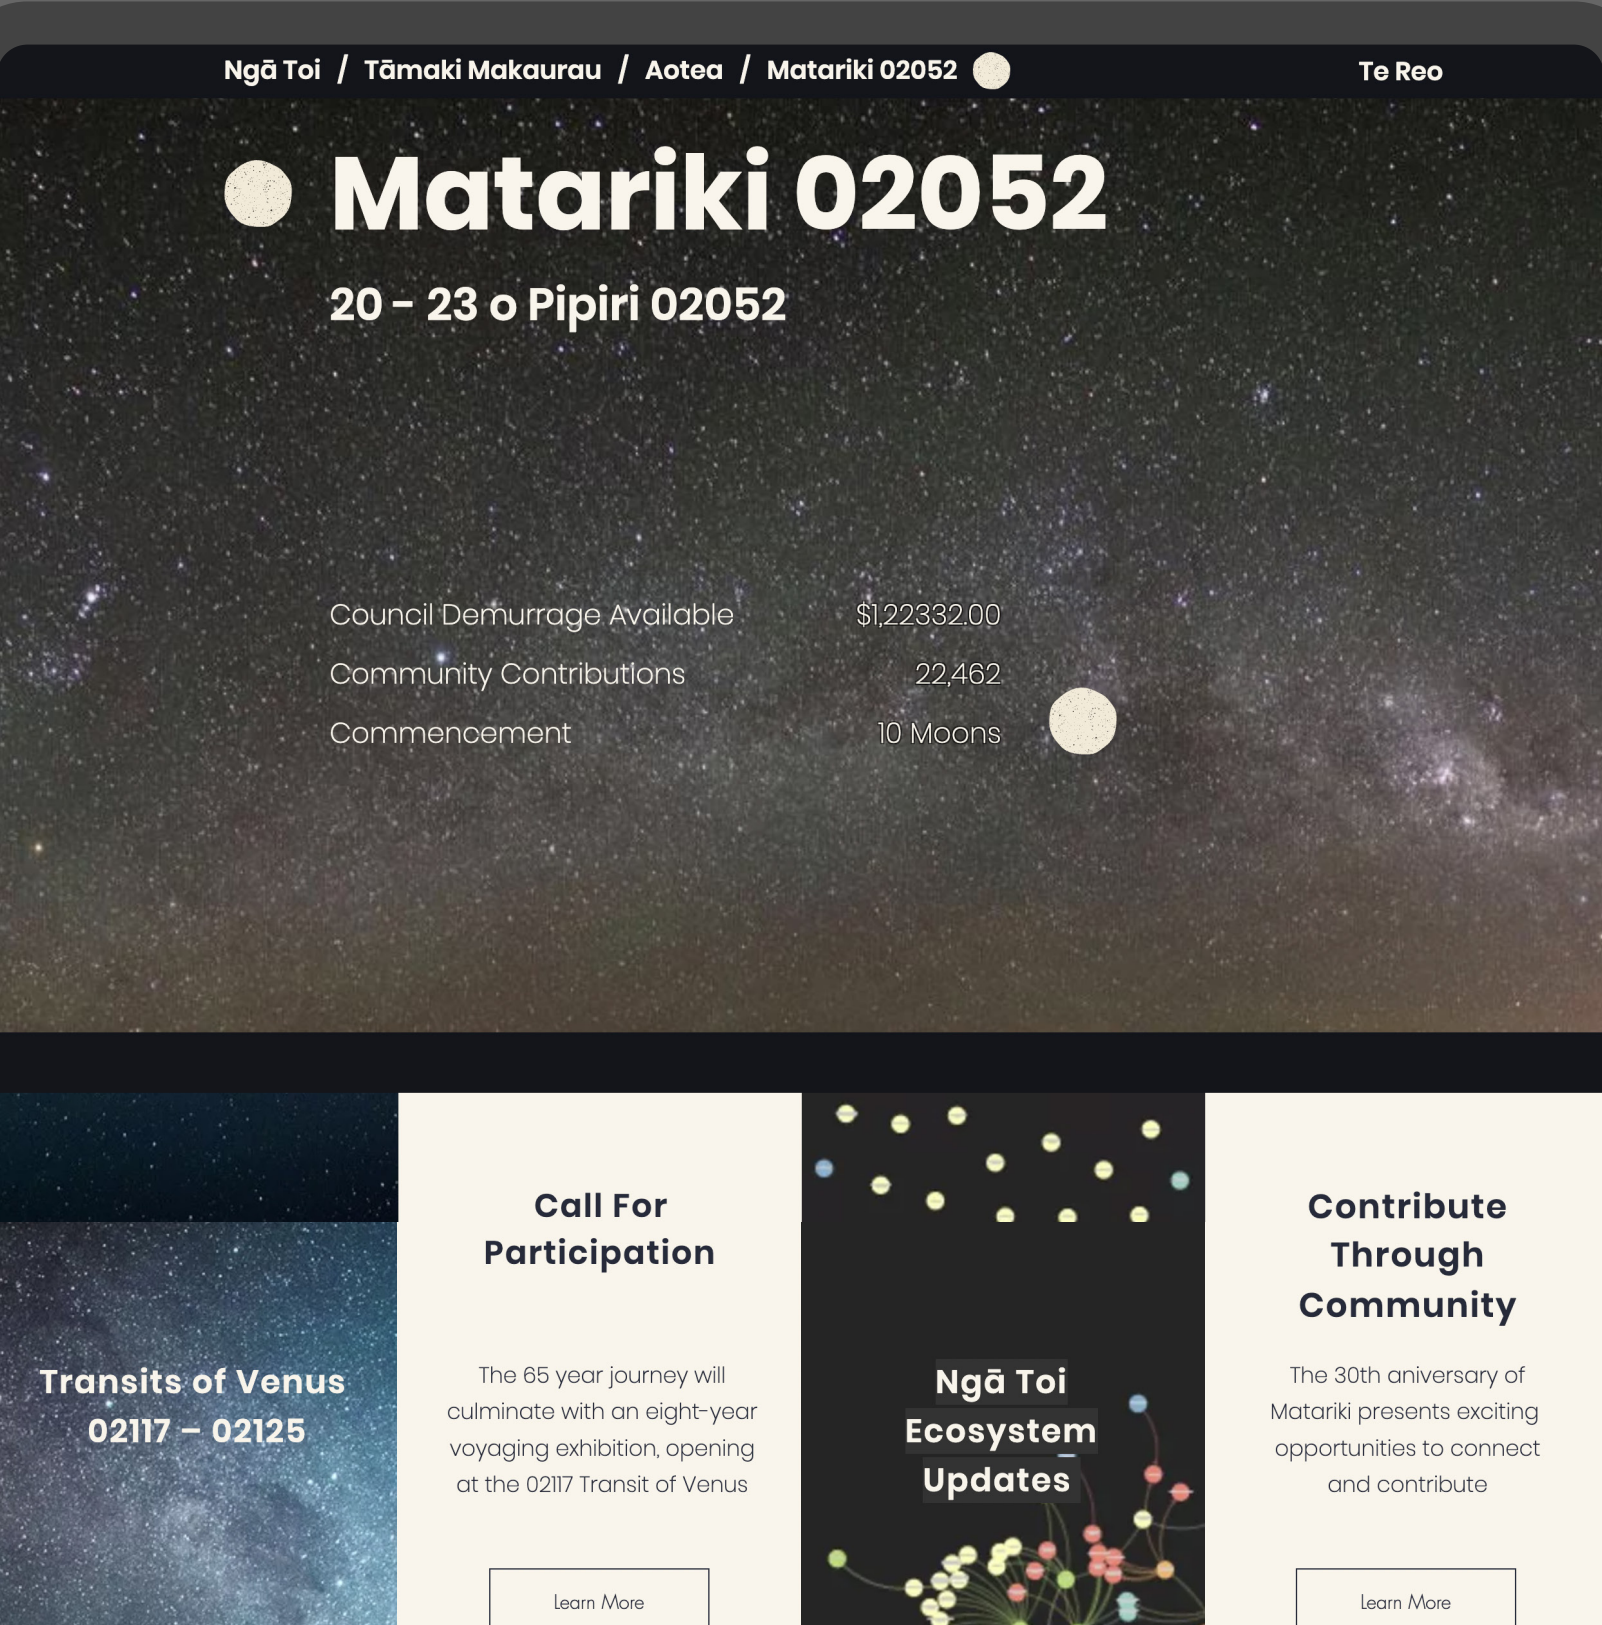 Ngā Toi / Tāmaki Makaurau / Aotea / Matariki 02052
Te Reo
Matariki 02052
20 - 23 o Pipiri 02052
Council Demurrage Available $1,22332.00
Community Contributions 22,462
Commencement 10 Moons
Transits of Venus
02117 – 02125
Call For
Participation
The 65 year journey will
culminate with an eight-year
voyaging exhibition, opening
at the 02117 Transit of Venus
Learn More
Ngā Toi
Ecosystem
Updates
Contribute
Through
Community
The 30th aniversary of
Matariki presents exciting
opportunities to connect
and contribute
Learn More